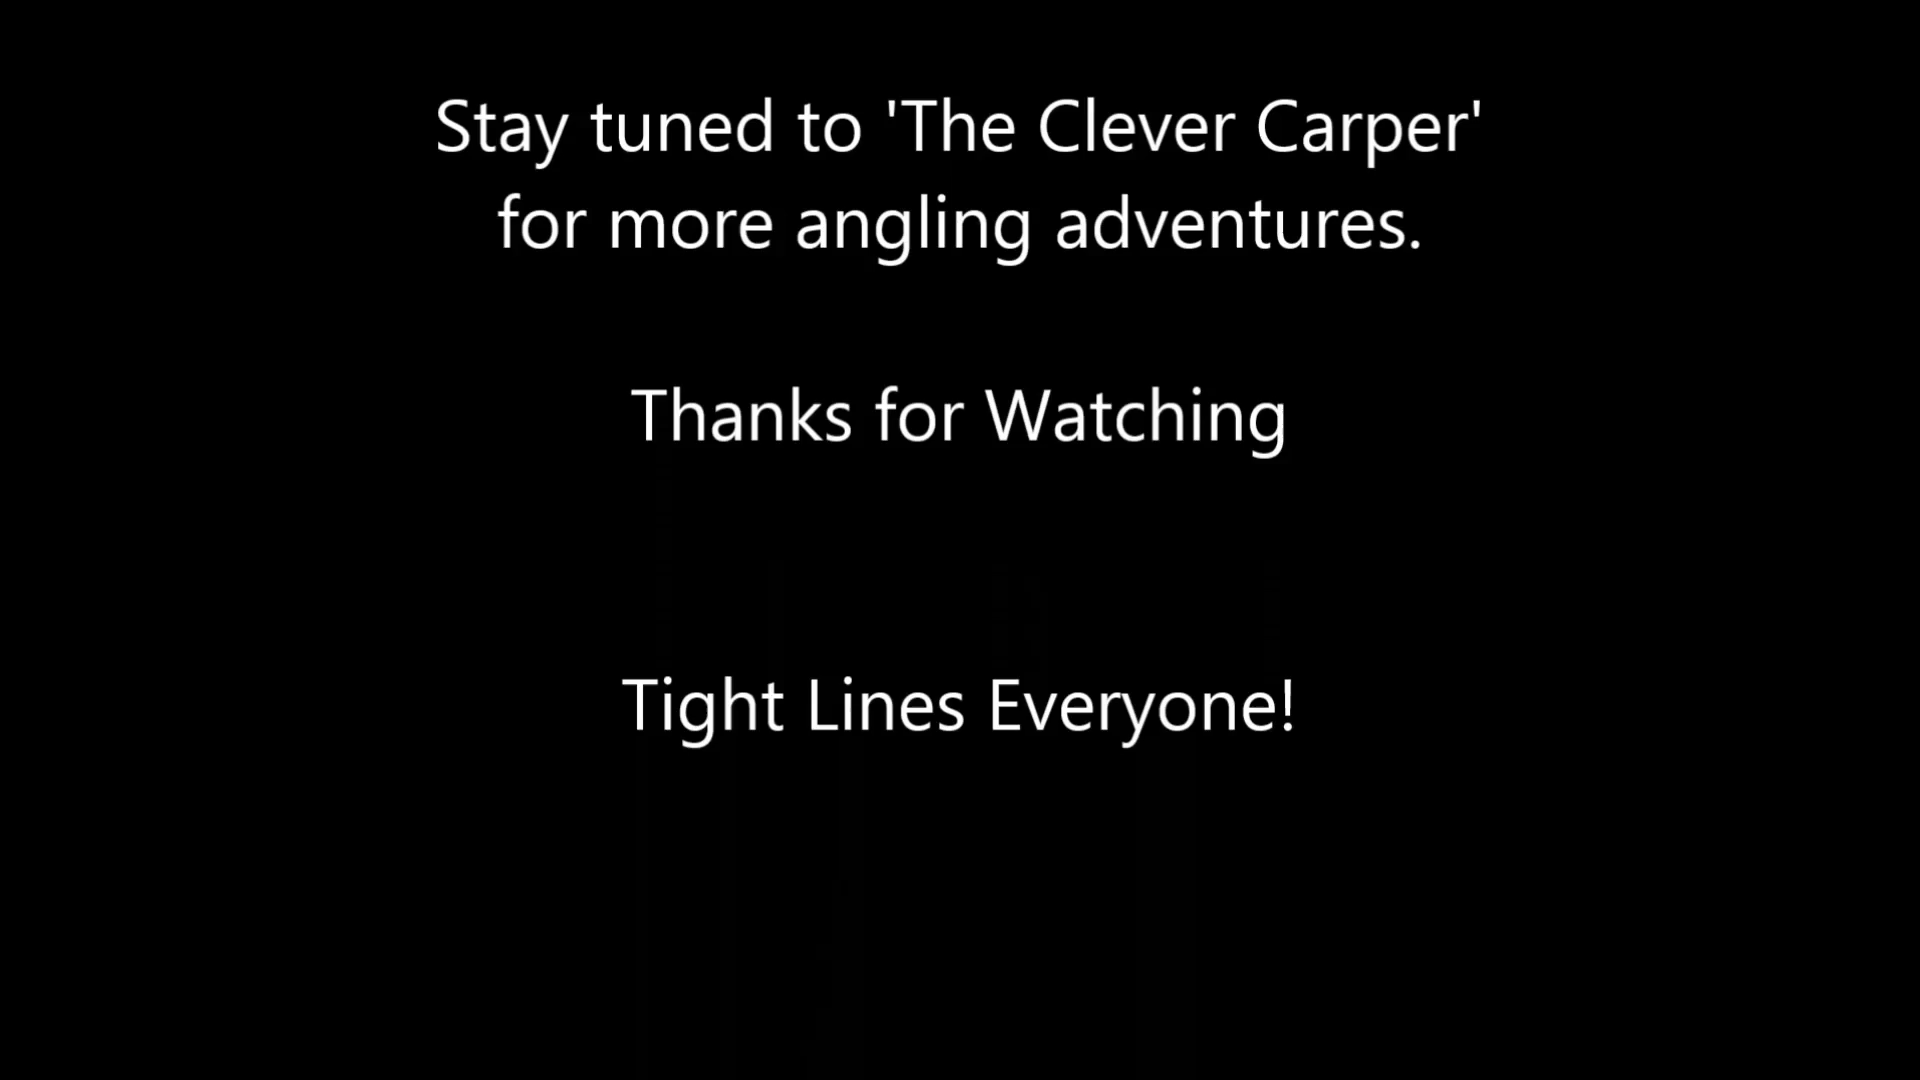 Stay tuned to 'The Clever Carper'
for more angling adventures.
Thanks for Watching
Tight Lines Everyone!